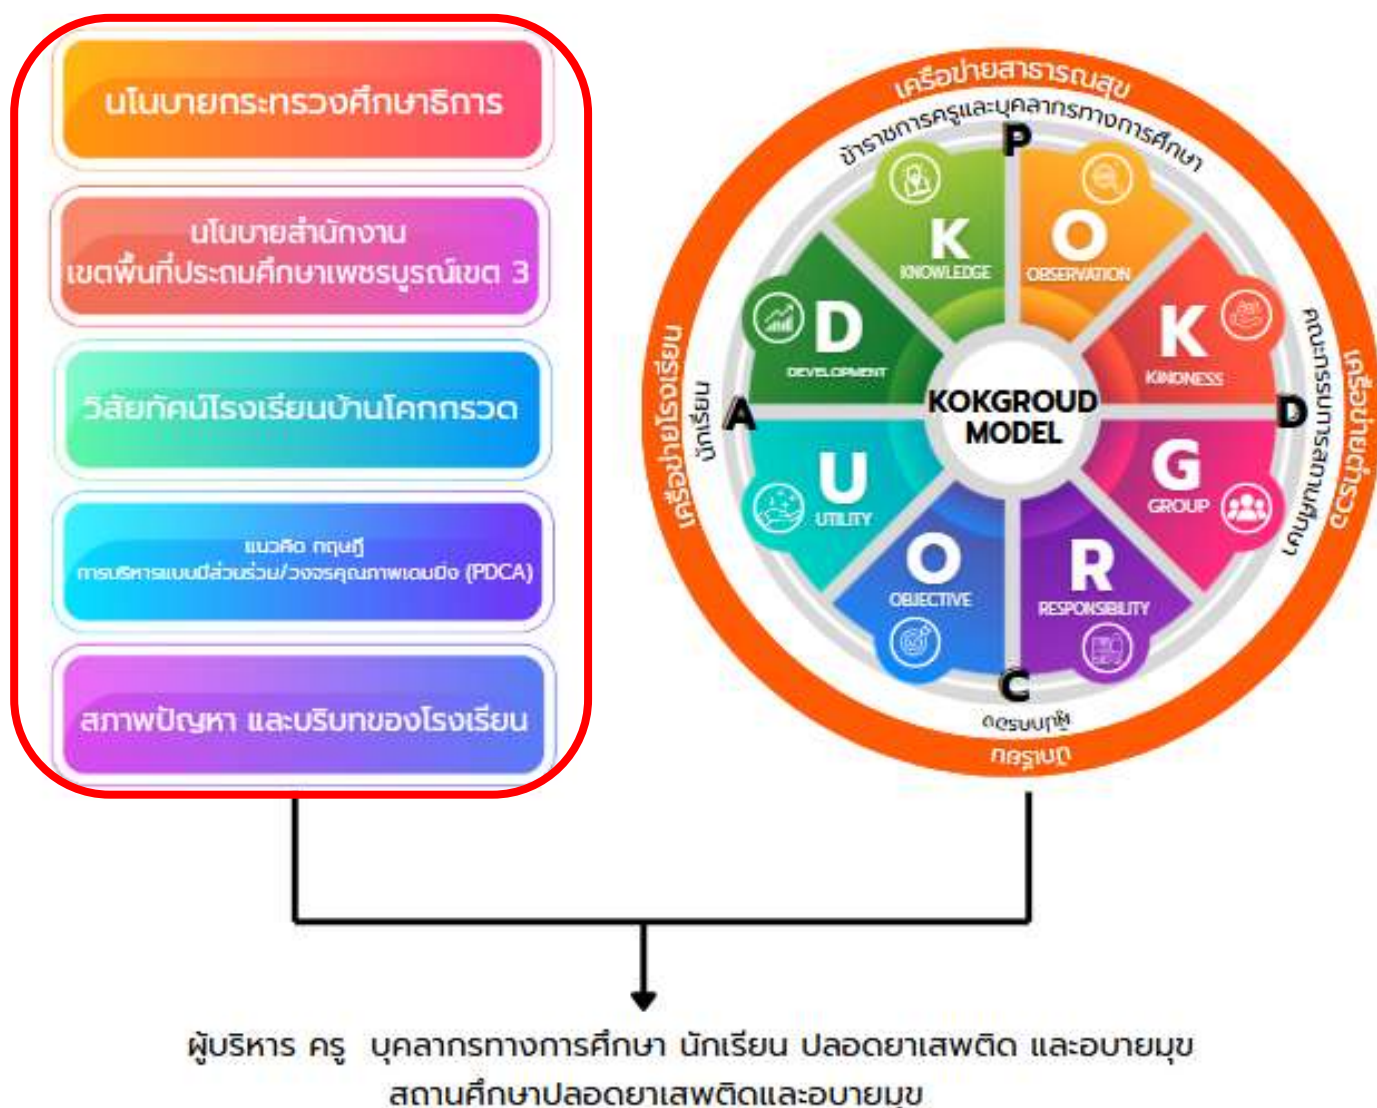 นโนบายกระทรวงศึกษาธิการ
นโนบายสำนักงาน
เขตพื้นที่ประถมศึกษาเพชรบูรณ์เขต 3
วิสัยทัศน์โรงเรียนบ้านโคกกรวด
แนวคิด ทฤษฎี
การบริหารแบบมีส่วนร่วม/วงจรคุณภาพเดมมิ่ง (PDCA)
สภาพปัญหา และบริบทของโรงเรียน
เครือข่ายสาธารณสุข
ข้าราชการครูและบุคลากรทางการศึกษา
P
K
KNOWLEDGE
O
OBSERVATION
D
DEVELOPMENT
K
KINDNESS
เครือข่ายโรงเรียน
นักเรียน
A
KOKGROUD
MODEL
D
คณะกรรมการสถานศึกษา
เครือข่ายตำรวจ
U
UTILITY
G
GROUP
O
OBJECTIVE
R
RESPONSIBILITY
C
ผู้ปกครอง
ผู้บริหาร ครู บุคลากรทางการศึกษา นักเรียน ปลอดยาเสพติด และอบายมุข
สถานศึกษาปลอดยาเสพติดและอบายมุข